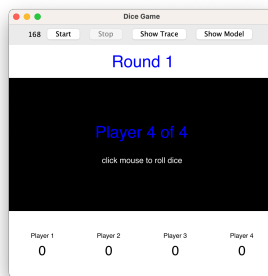 Dice Game
168 Start Stop Show Trace Show Model
Round 1
Player 4 of 4
click mouse to roll dice
Player 1 Player 2 Player 3 Player 4
0 0 0 0